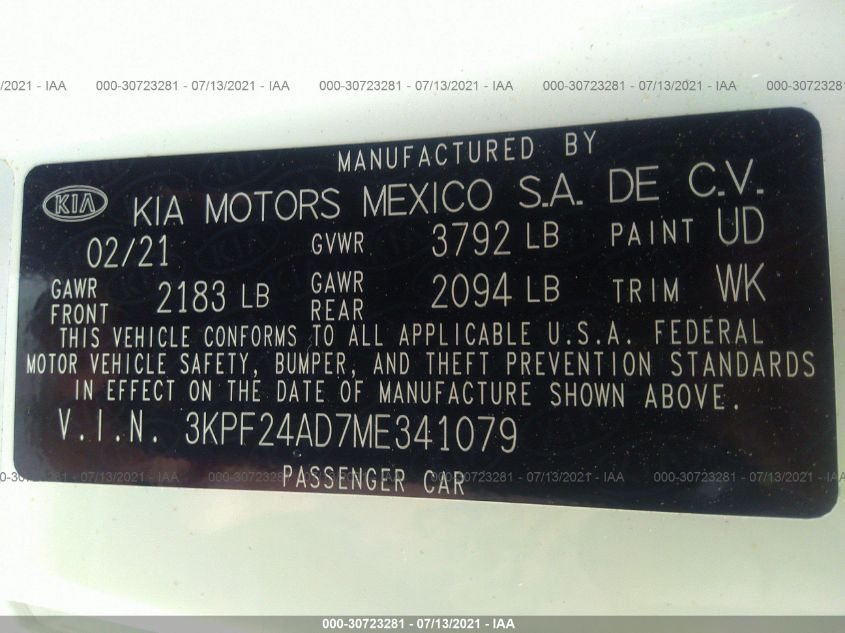 /2021 - IAA 000-30723281 - 07/13/2021 - IAA 000-30723281 - 07/13/2021 - IAA 000-30723281 - 07/13/2021 - IAA 000-307232
MANUFACTURED BY
KIA KIA MOTORS MEXICO S.A. DE C.V.
02/21 GVWR 3792 LB PAINT UD
GAWR FRONT 2183 LB GAWR REAR 2094 LB TRIM WK
THIS VEHICLE CONFORMS TO ALL APPLICABLE U.S.A. FEDERAL
MOTOR VEHICLE SAFETY, BUMPER, AND THEFT PREVENTION STANDARDS
IN EFFECT ON THE DATE OF MANUFACTURE SHOWN ABOVE.
V.I.N. 3KPF24AD7ME341079
PASSENGER CAR
000-30723281 - 07/13/2021 - IAA